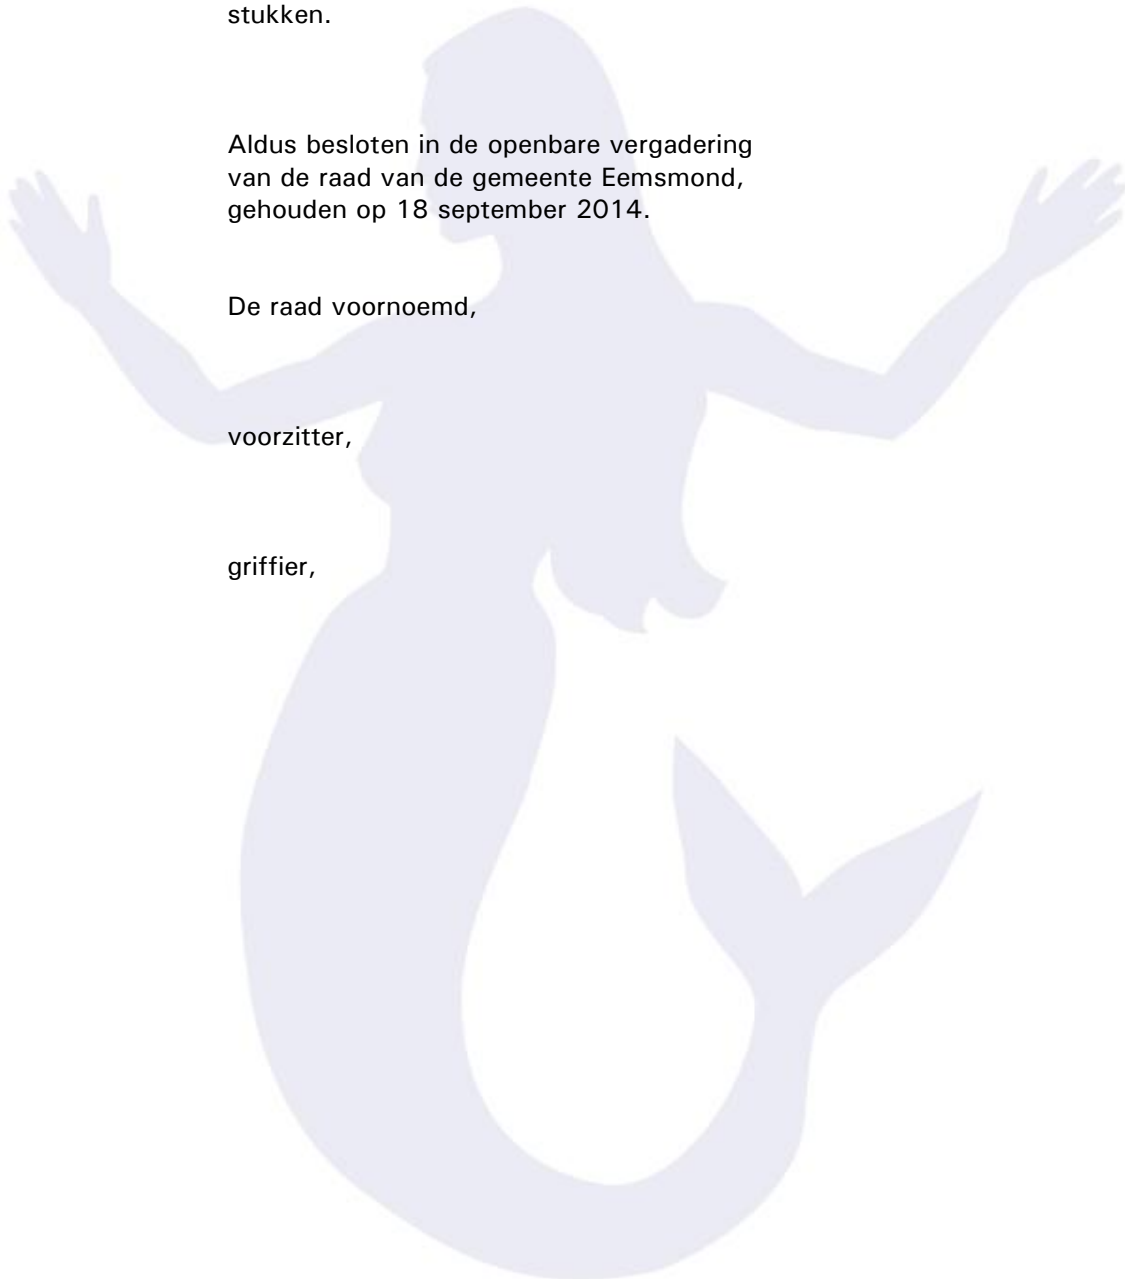 stukken.
Aldus besloten in de openbare vergadering
van de raad van de gemeente Eemsmond,
gehouden op 18 september 2014.
De raad voornoemd,
voorzitter,
griffier,